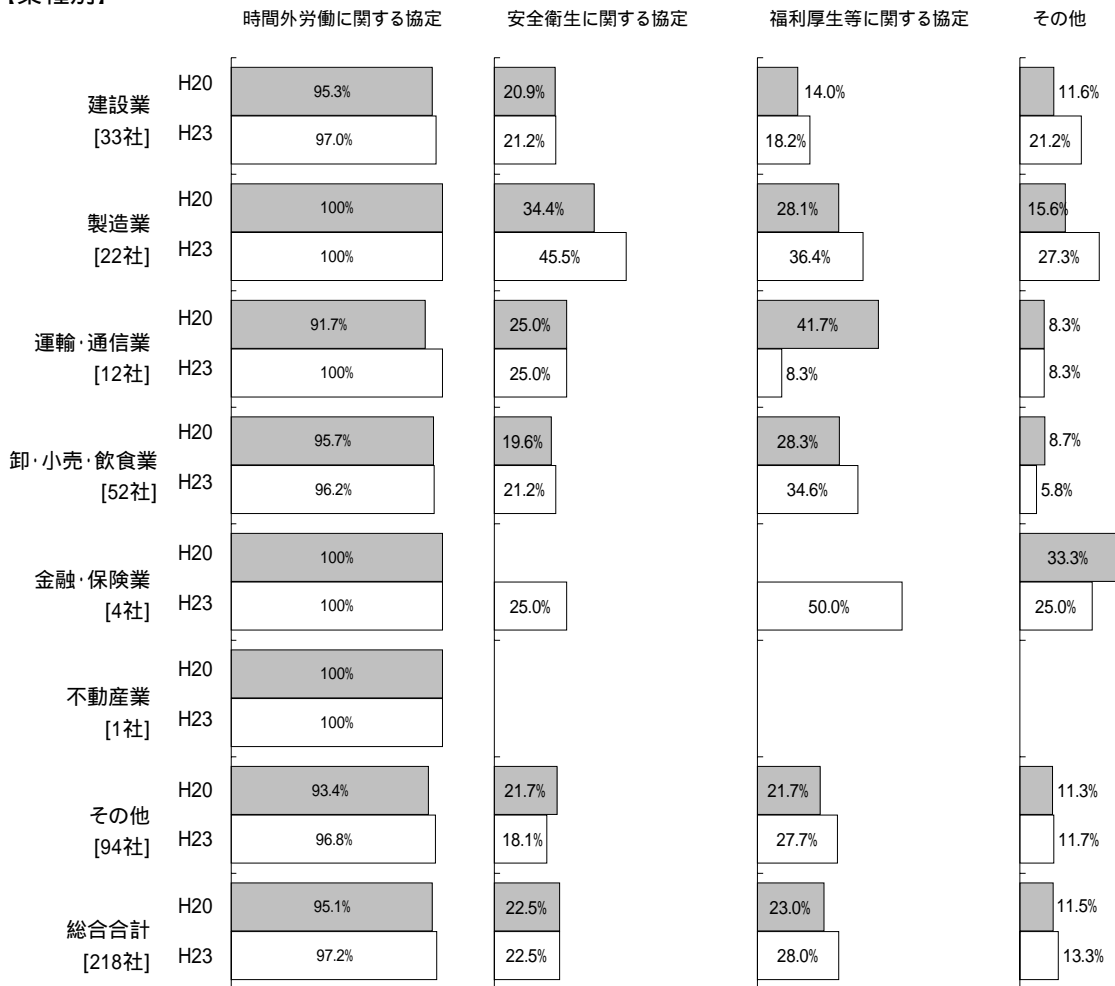 【業種別】
時間外労働に関する協定 安全衛生に関する協定 福利厚生等に関する協定 その他
建設業
[33社]
H20 95.3% 20.9% 14.0% 11.6%
H23 97.0% 21.2% 18.2% 21.2%
製造業
[22社]
H20 100% 34.4% 28.1% 15.6%
H23 100% 45.5% 36.4% 27.3%
運輸・通信業
[12社]
H20 91.7% 25.0% 41.7% 8.3%
H23 100% 25.0% 8.3% 8.3%
卸・小売・飲食業
[52社]
H20 95.7% 19.6% 28.3% 8.7%
H23 96.2% 21.2% 34.6% 5.8%
金融・保険業
[4社]
H20 100% 33.3%
H23 100% 25.0% 50.0% 25.0%
不動産業
[1社]
H20 100%
H23 100%
その他
[94社]
H20 93.4% 21.7% 21.7% 11.3%
H23 96.8% 18.1% 27.7% 11.7%
総合合計
[218社]
H20 95.1% 22.5% 23.0% 11.5%
H23 97.2% 22.5% 28.0% 13.3%